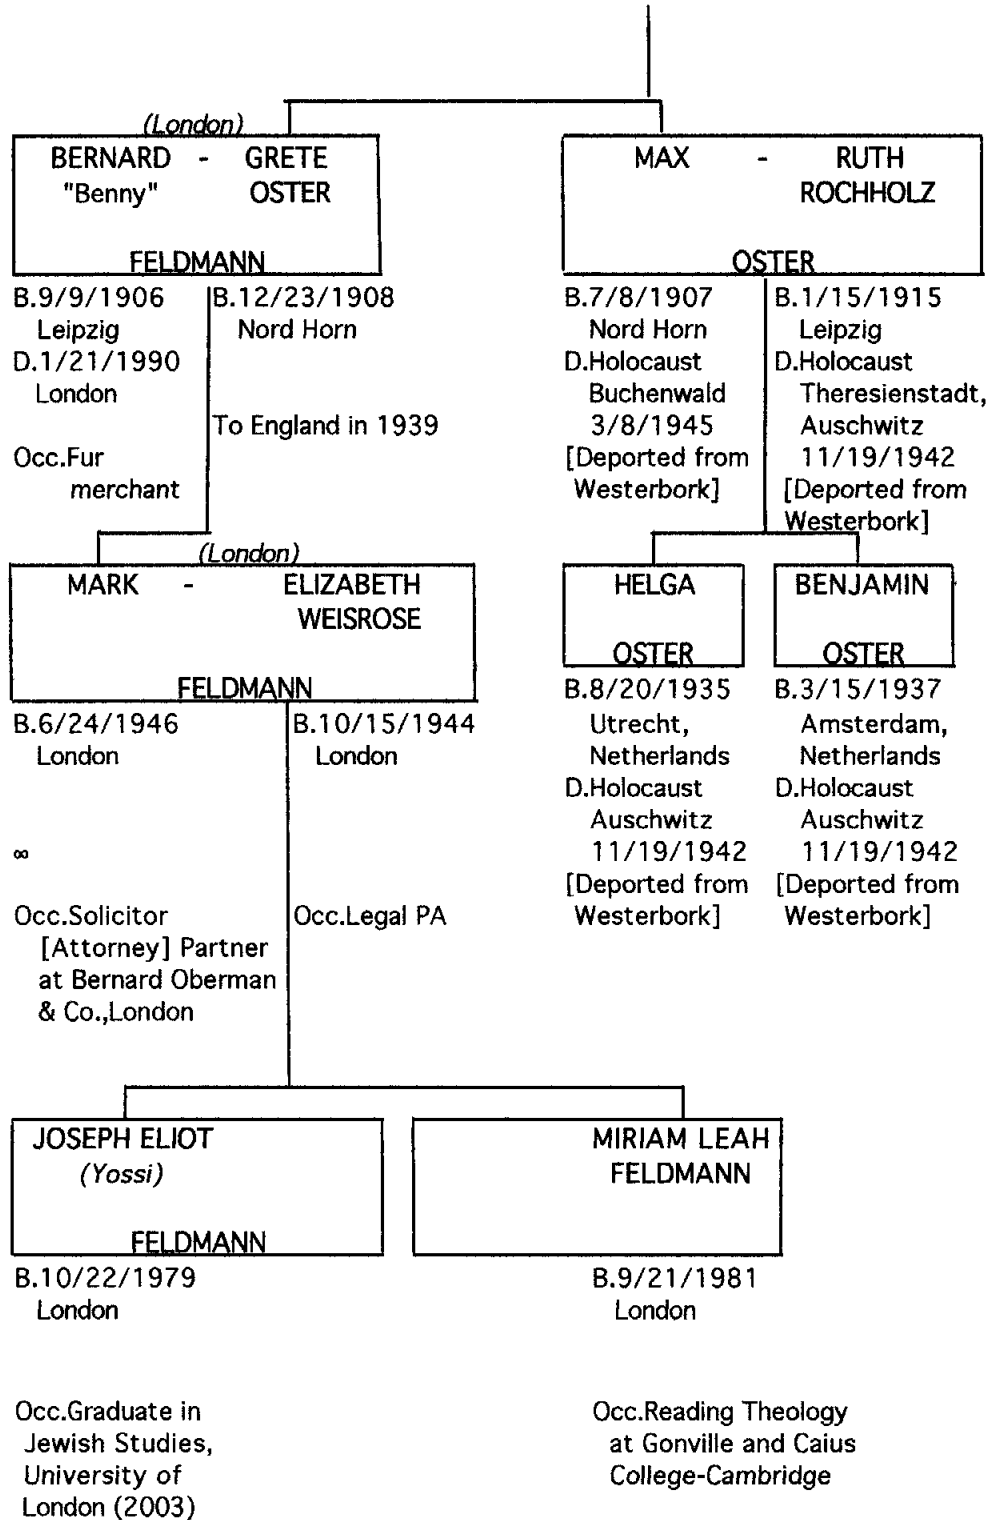 (London)
BERNARD - GRETE
"Benny" OSTER
FELDMANN
B.9/9/1906
Leipzig
D.1/21/1990
London
Occ.Fur
merchant
B.12/23/1908
Nord Horn
To England in 1939
MAX - RUTH
ROCHHOLZ
OSTER
B.7/8/1907
Nord Horn
D.Holocaust
Buchenwald
3/8/1945
[Deported from
Westerbork]
B.1/15/1915
Leipzig
D.Holocaust
Theresienstadt,
Auschwitz
11/19/1942
[Deported from
Westerbork]
(London)
MARK - ELIZABETH
WEISROSE
FELDMANN
B.6/24/1946
London
∞
Occ.Solicitor
[Attorney] Partner
at Bernard Oberman
& Co.,London
B.10/15/1944
London
Occ.Legal PA
HELGA
OSTER
B.8/20/1935
Utrecht,
Netherlands
D.Holocaust
Auschwitz
11/19/1942
[Deported from
Westerbork]
BENJAMIN
OSTER
B.3/15/1937
Amsterdam,
Netherlands
D.Holocaust
Auschwitz
11/19/1942
[Deported from
Westerbork]
JOSEPH ELIOT
(Yossi)
FELDMANN
B.10/22/1979
London
Occ.Graduate in
Jewish Studies,
University of
London (2003)
MIRIAM LEAH
FELDMANN
B.9/21/1981
London
Occ.Reading Theology
at Gonville and Caius
College-Cambridge